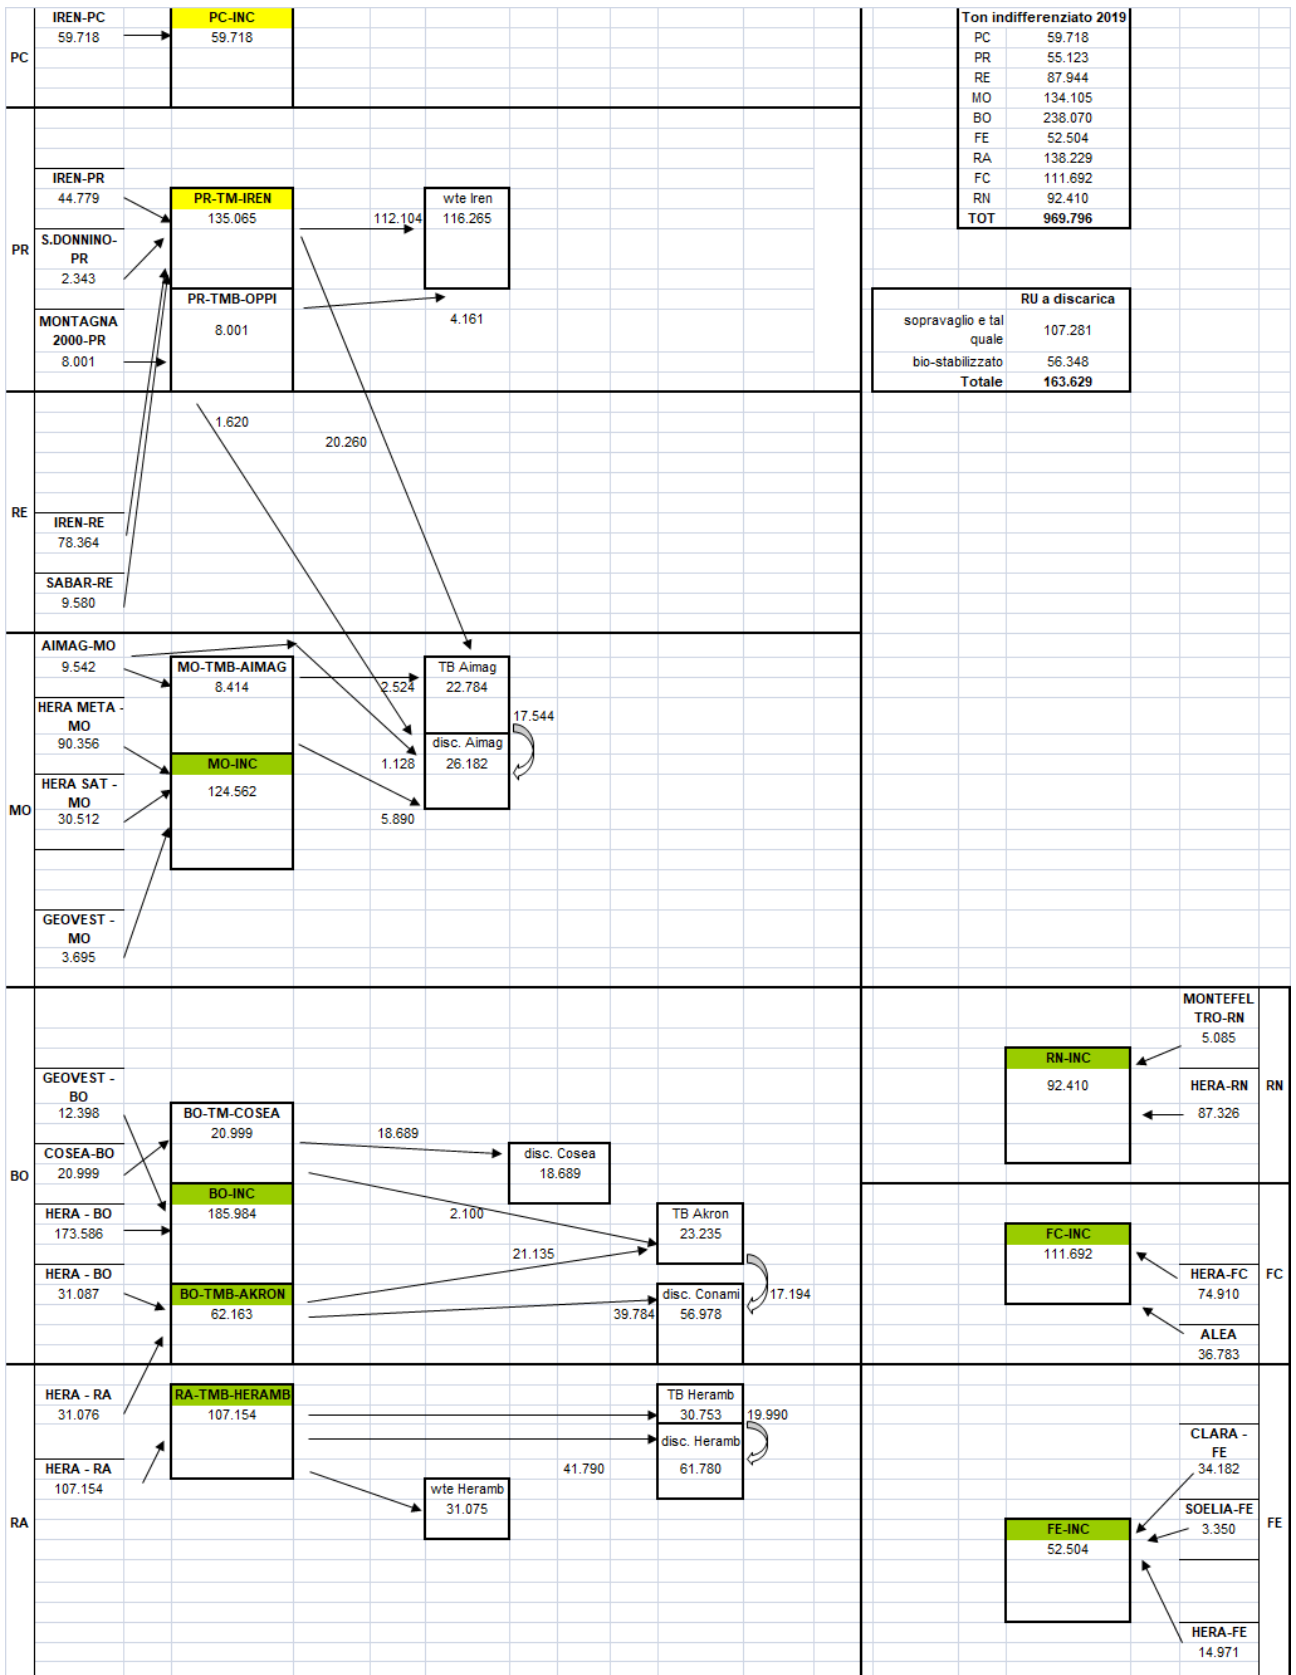 IREN-PC
59.718
PC-INC
59.718
PC
Ton indifferenziato 2019
PC 59.718
PR 55.123
RE 87.944
MO 134.105
BO 238.070
FE 52.504
RA 138.229
FC 111.692
RN 92.410
TOT 969.796
RU a discarica
sopravaglio e tal
quale
107.281
bio-stabilizzato 56.348
Totale 163.629
PR
IREN-PR
44.779
S.DONNINO-
PR
2.343
MONTAGNA
2000-PR
8.001
PR-TM-IREN
135.065
PR-TMB-OPPI
8.001
112.104
wte Iren
116.265
4.161
1.620
20.260
RE
IREN-RE
78.364
SABAR-RE
9.580
MO
AIMAG-MO
9.542
HERA META -
MO
90.356
HERA SAT -
MO
30.512
GEOVEST -
MO
3.695
MO-TMB-AIMAG
8.414
MO-INC
124.562
2.524
1.128
5.890
TB Aimag
22.784
disc. Aimag
26.182
17.544
BO
GEOVEST -
BO
12.398
COSEA-BO
20.999
HERA - BO
173.586
HERA - BO
31.087
BO-TM-COSEA
20.999
BO-INC
185.984
BO-TMB-AKRON
62.163
18.689
disc. Cosea
18.689
2.100
21.135
39.784
TB Akron
23.235
disc. Conami
56.978
17.194
RA
HERA - RA
31.076
HERA - RA
107.154
RA-TMB-HERAMB
107.154
TB Heramb
30.753
19.990
disc. Heramb
61.780
41.790
wte Heramb
31.075
MONTEFEL
TRO-RN
5.085
RN-INC
92.410
HERA-RN
87.326
RN
FC-INC
111.692
HERA-FC
74.910
ALEA
36.783
FC
CLARA -
FE
34.182
SOELIA-FE
3.350
FE-INC
52.504
HERA-FE
14.971
FE